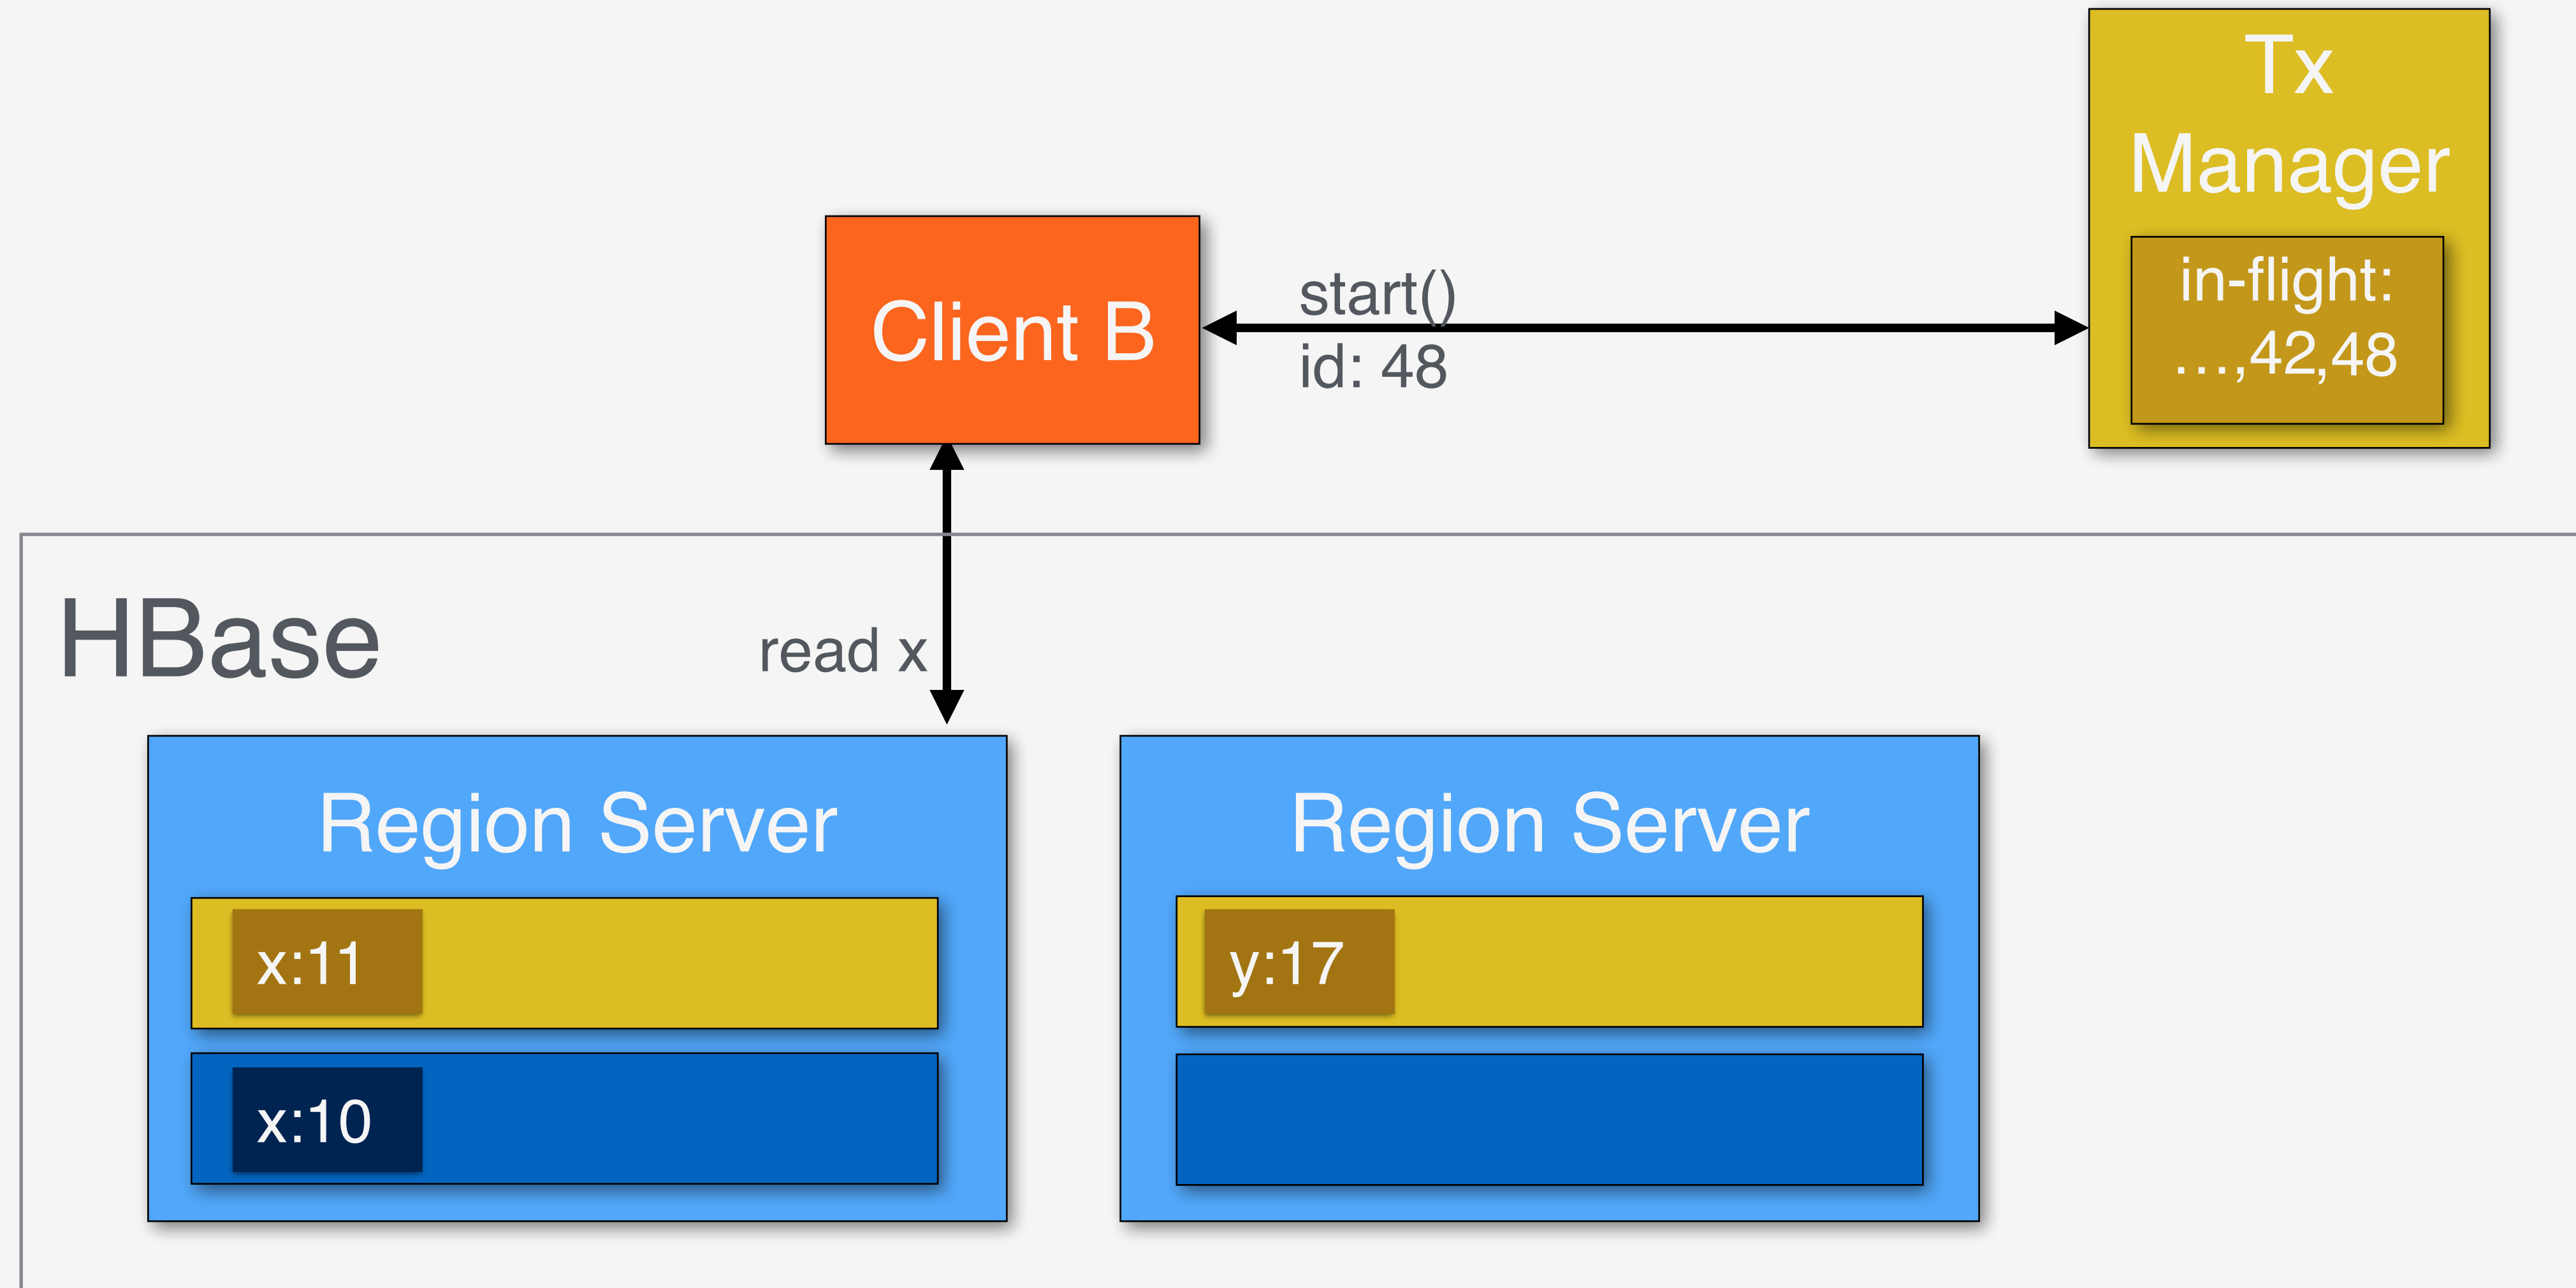 Tx
Manager
in-flight:
…,42,48
Client B
start()
id: 48
HBase
read x
Region Server
x:11
x:10
Region Server
y:17